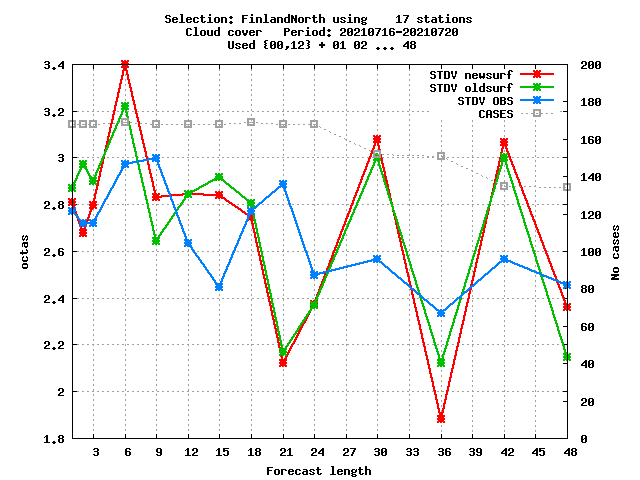 Selection: FinlandNorth using    17 stations
Cloud cover   Period: 20210716-20210720
Used {00,12} + 01 02 ... 48
STDV newsurf
STDV oldsurf
STDV OBS
CASES
octas
3.4
3.2
3
2.8
2.6
2.4
2.2
2
1.8
No cases
200
180
160
140
120
100
80
60
40
20
0
3 6 9 12 15 18 21 24 27 30 33 36 39 42 45 48
Forecast length